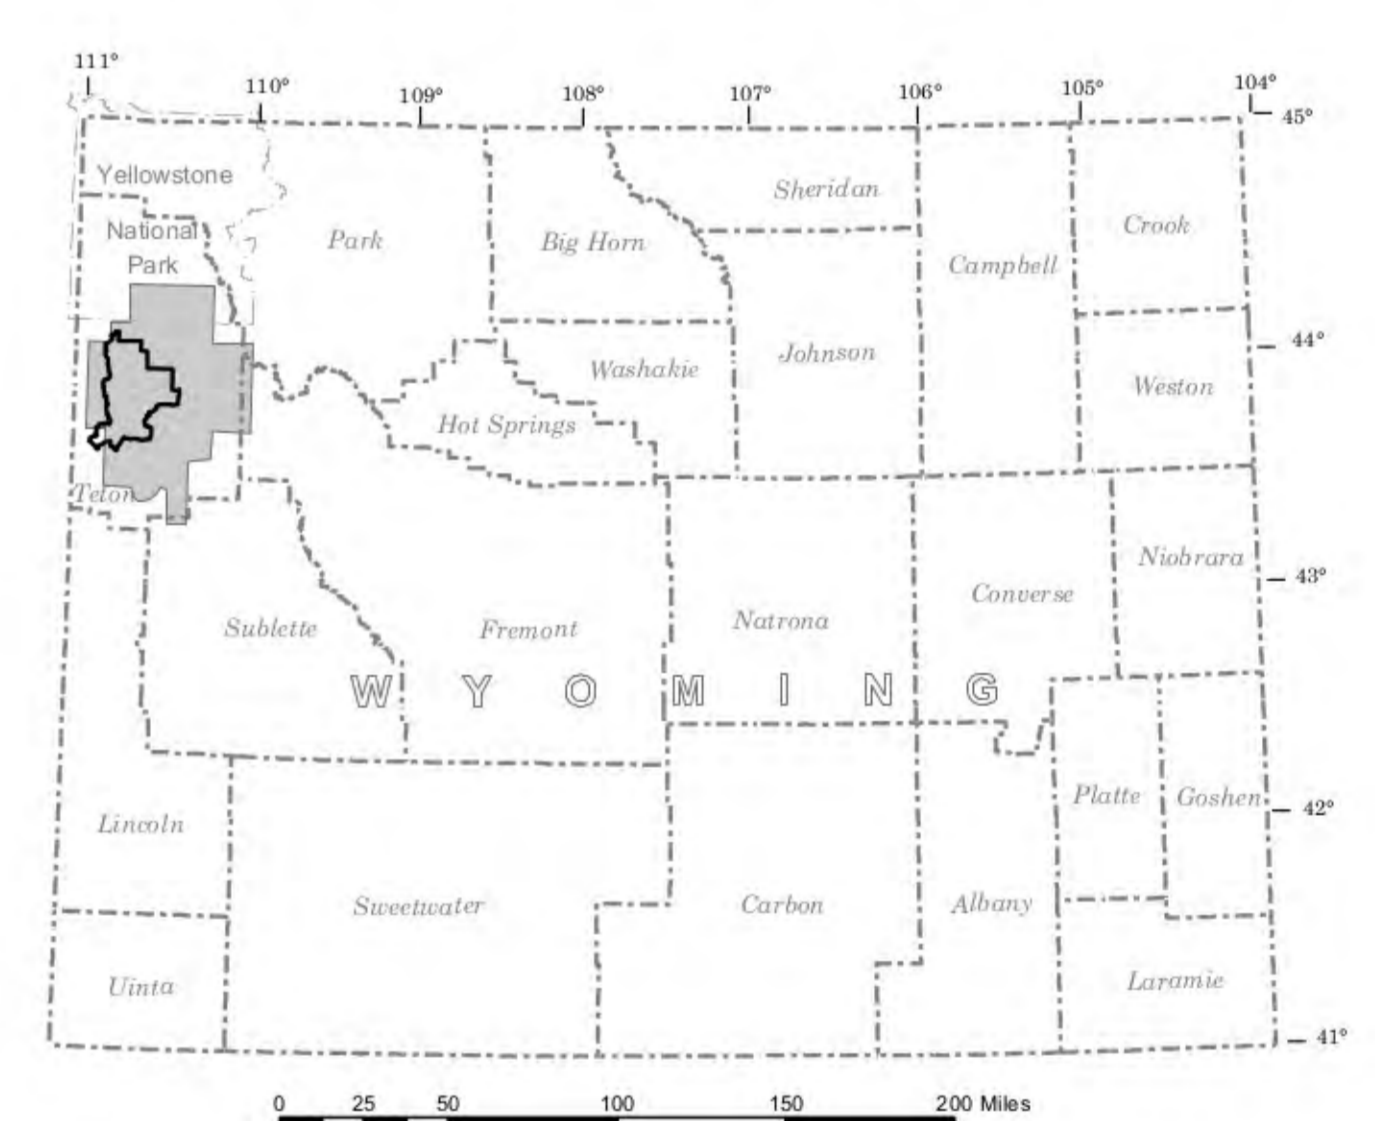 111°
110°
109°
108°
107°
106°
105°
104°
45°
Yellowstone
National
Park
Park
Big Horn
Sheridan
Campbell
Crook
44°
Washakie
Johnson
Weston
Hot Springs
Teton
Niobrara
43°
Sublette
Fremont
Natrona
Converse
W Y O M I N G
Lincoln
Platte
Goshen
42°
Sweetwater
Carbon
Albany
Uinta
Laramie
41°
0 25 50 100 150 200 Miles